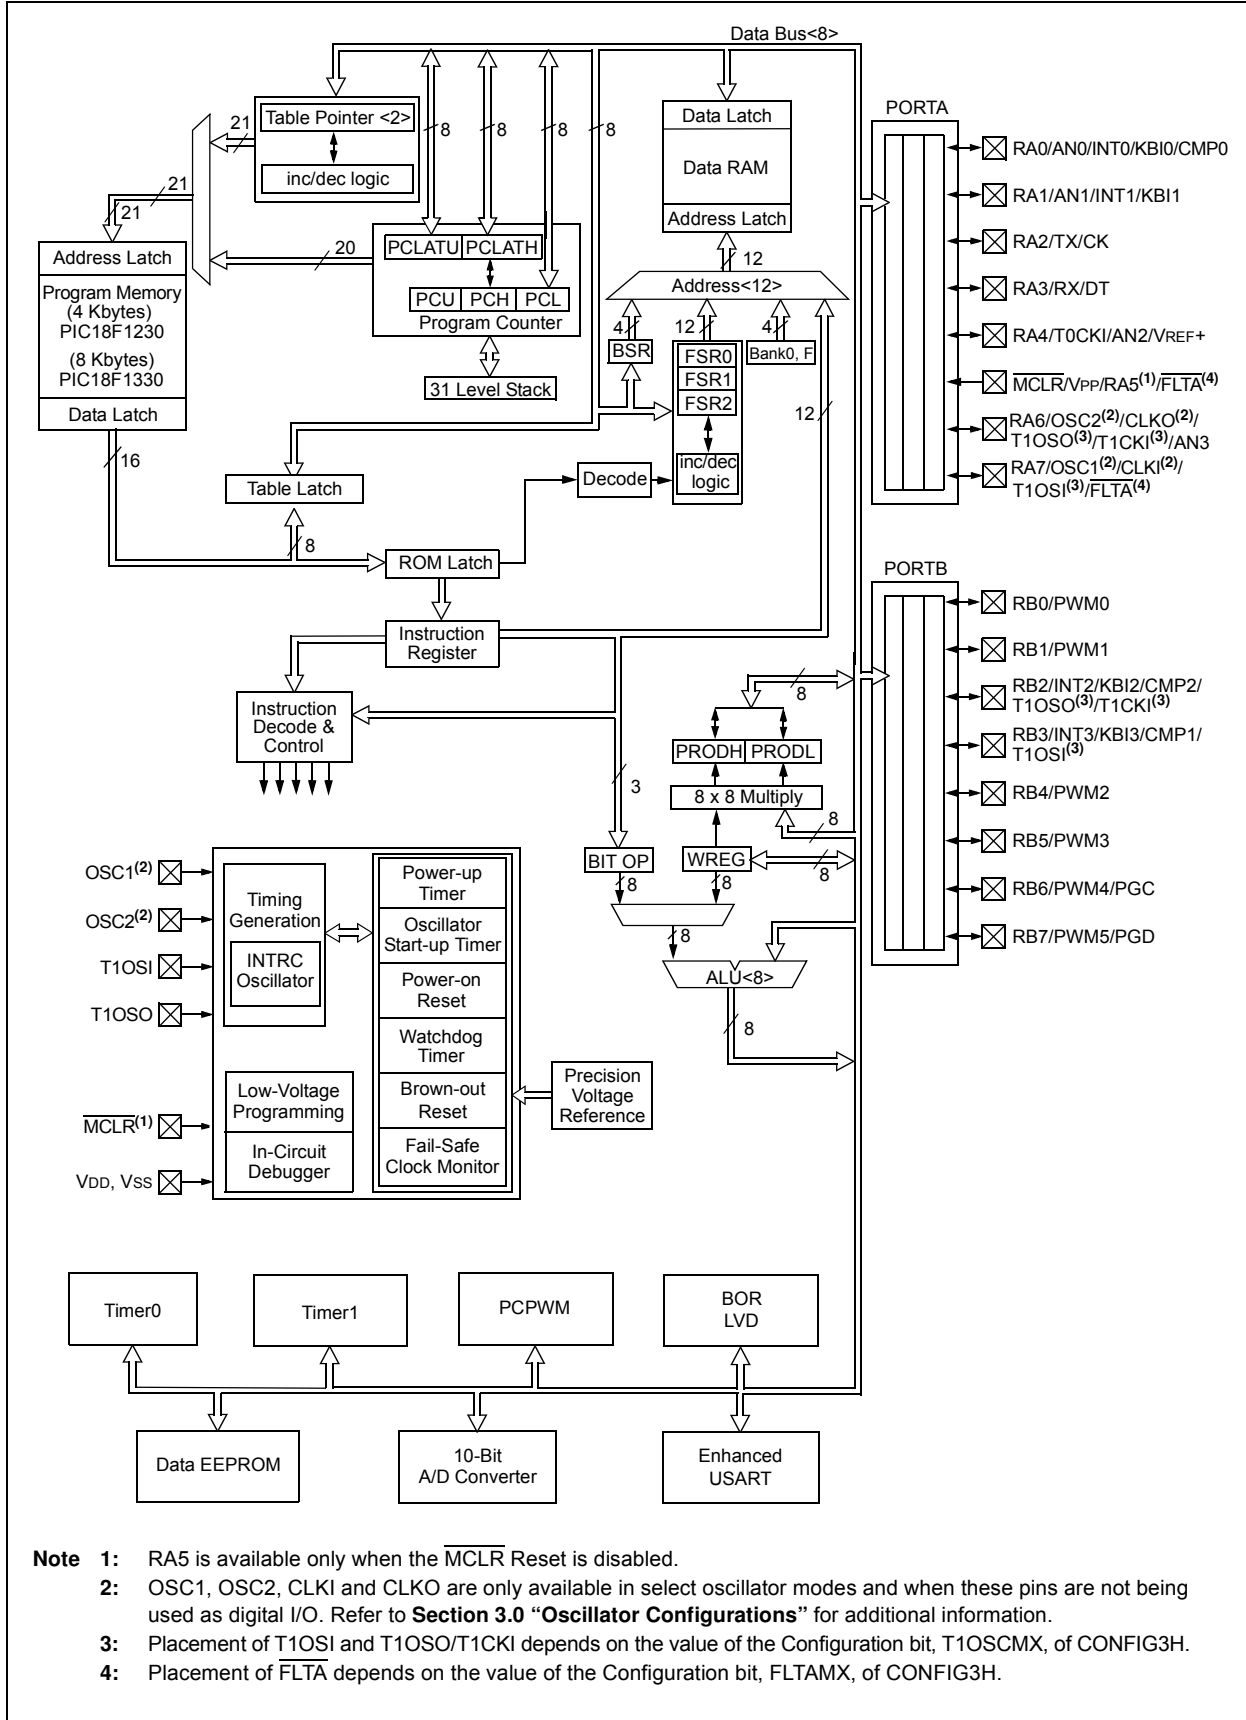 Data Bus<8>
Table Pointer <2>
inc/dec logic
21
8
8
8
8
21
21
20
Data Latch
Data RAM
Address Latch
12
Address<12>
PCLATU
PCLATH
PCU
PCH
PCL
Program Counter
31 Level Stack
Address Latch
Program Memory
(4 Kbytes)
PIC18F1230
(8 Kbytes)
PIC18F1330
Data Latch
16
4
12
4
BSR
FSR0
FSR1
FSR2
inc/dec
logic
Bank0, F
12
Table Latch
8
Decode
ROM Latch
Instruction
Register
Instruction
Decode &
Control
8
PRODH
PRODL
8 x 8 Multiply
3
8
BIT OP
WREG
8
8
8
8
ALU<8>
8
PORTA
RA0/AN0/INT0/KBI0/CMP0
RA1/AN1/INT1/KBI1
RA2/TX/CK
RA3/RX/DT
RA4/T0CKI/AN2/VREF+
MCLR/VPP/RA5(1)/FLTA(4)
RA6/OSC2(2)/CLKO(2)/
T1OSO(3)/T1CKI(3)/AN3
RA7/OSC1(2)/CLKI(2)/
T1OSI(3)/FLTA(4)
PORTB
RB0/PWM0
RB1/PWM1
RB2/INT2/KBI2/CMP2/
T1OSO(3)/T1CKI(3)
RB3/INT3/KBI3/CMP1/
T1OSI(3)
RB4/PWM2
RB5/PWM3
RB6/PWM4/PGC
RB7/PWM5/PGD
OSC1(2)
OSC2(2)
T1OSI
T1OSO
MCLR(1)
VDD, VSS
Timing
Generation
INTRC
Oscillator
Low-Voltage
Programming
In-Circuit
Debugger
Power-up
Timer
Oscillator
Start-up Timer
Power-on
Reset
Watchdog
Timer
Brown-out
Reset
Fail-Safe
Clock Monitor
Precision
Voltage
Reference
Timer0
Timer1
PCPWM
BOR
LVD
Data EEPROM
10-Bit
A/D Converter
Enhanced
USART
Note 1: RA5 is available only when the MCLR Reset is disabled.
2: OSC1, OSC2, CLKI and CLKO are only available in select oscillator modes and when these pins are not being
used as digital I/O. Refer to Section 3.0 “Oscillator Configurations” for additional information.
3: Placement of T1OSI and T1OSO/T1CKI depends on the value of the Configuration bit, T1OSCMX, of CONFIG3H.
4: Placement of FLTA depends on the value of the Configuration bit, FLTAMX, of CONFIG3H.